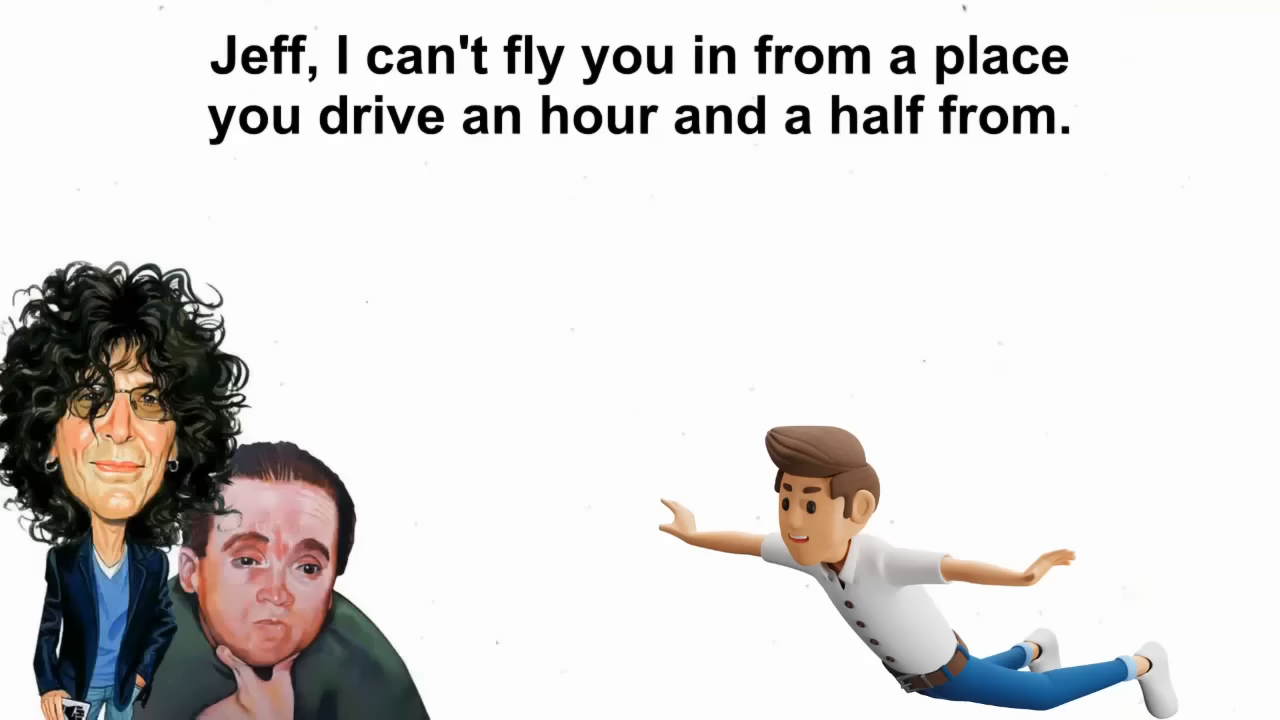 Jeff, I can't fly you in from a place
you drive an hour and a half from.